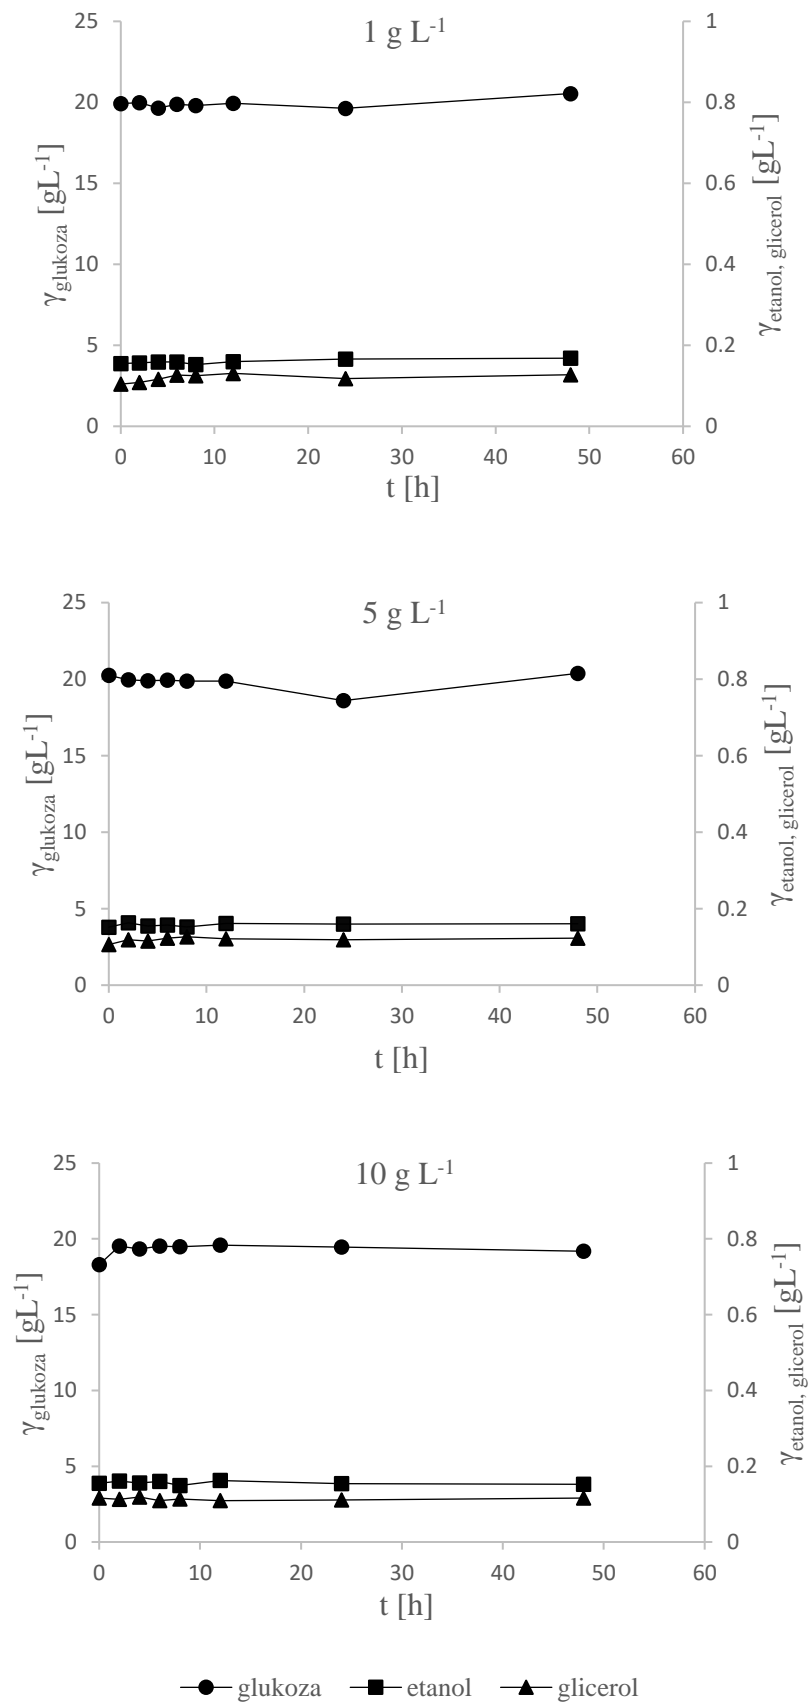 1 g L⁻¹
25
20
15
10
5
0
1
0.8
0.6
0.4
0.2
0
0 10 20 30 40 50 60
γglukoza [gL⁻¹]
γetanol, glicerol [gL⁻¹]
t [h]
5 g L⁻¹
25
20
15
10
5
0
1
0.8
0.6
0.4
0.2
0
0 10 20 30 40 50 60
γglukoza [gL⁻¹]
γetanol, glicerol [gL⁻¹]
t [h]
10 g L⁻¹
25
20
15
10
5
0
1
0.8
0.6
0.4
0.2
0
0 10 20 30 40 50 60
γglukoza [gL⁻¹]
γetanol, glicerol [gL⁻¹]
t [h]
glukoza etanol glicerol